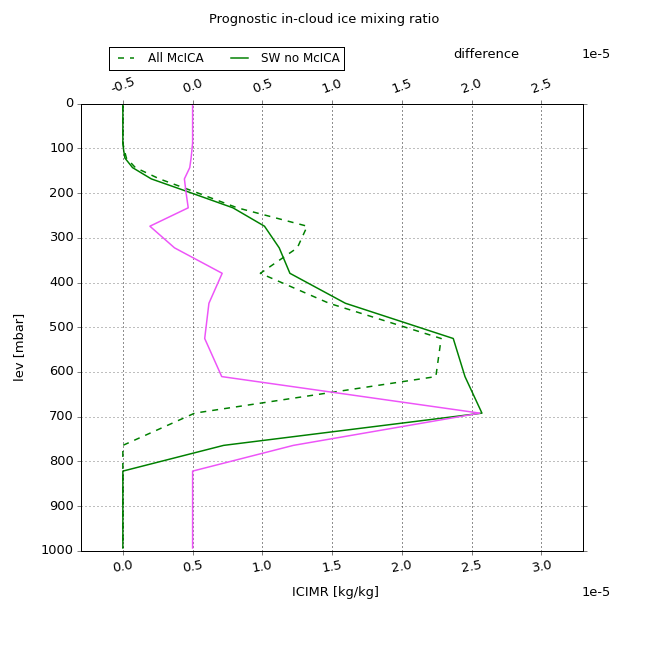 Prognostic in-cloud ice mixing ratio
All McICA SW no McICA
difference 1e-5
-0.5 0.0 0.5 1.0 1.5 2.0 2.5
0
100
200
300
400
500
600
700
800
900
1000
lev [mbar]
0.0 0.5 1.0 1.5 2.0 2.5 3.0
ICIMR [kg/kg] 1e-5